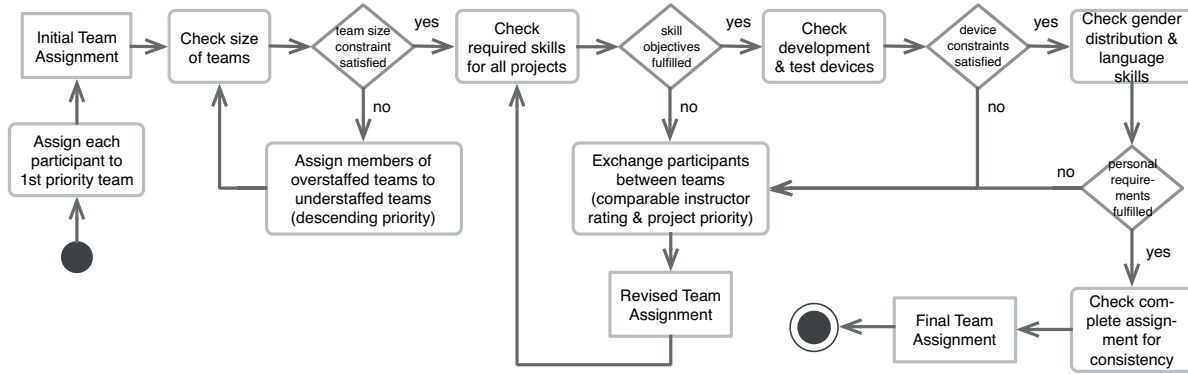 Initial Team
Assignment
Check size
of teams
team size
constraint
satisfied
yes
Check
required skills
for all projects
skill
objectives
fulfilled
yes
Check
development
& test devices
device
constraints
satisfied
yes
Check gender
distribution &
language
skills
no
no
no
Assign each
participant to
1st priority team
Assign members of
overstaffed teams to
understaffed teams
(descending priority)
Exchange participants
between teams
(comparable instructor
rating & project priority)
no
personal
require-
ments
fulfilled
yes
Revised Team
Assignment
Final Team
Assignment
Check com-
plete assign-
ment for
consistency